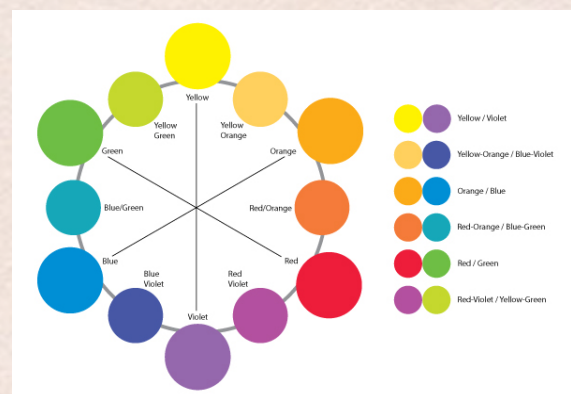 Yellow
Yellow
Green
Yellow
Orange
Green
Orange
Blue/Green
Red/Orange
Blue
Red
Blue
Violet
Red
Violet
Violet
Yellow / Violet
Yellow-Orange / Blue-Violet
Orange / Blue
Red-Orange / Blue-Green
Red / Green
Red-Violet / Yellow-Green